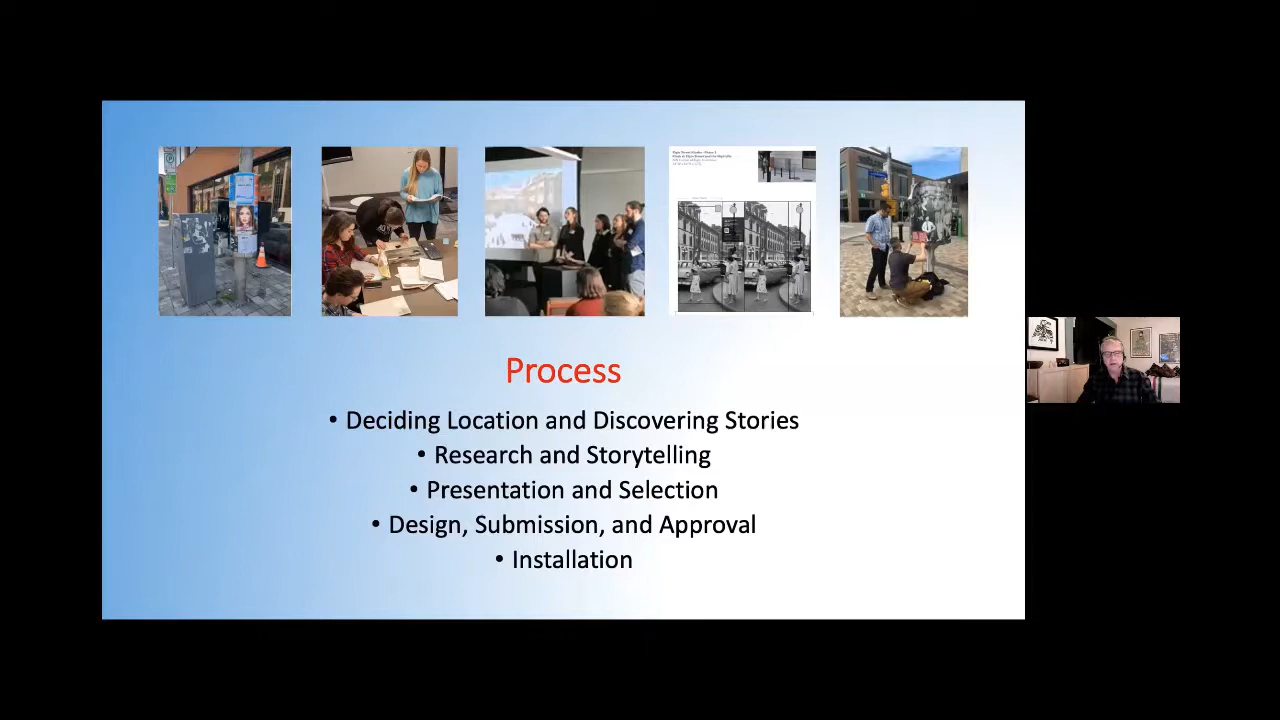 Process
• Deciding Location and Discovering Stories
• Research and Storytelling
• Presentation and Selection
• Design, Submission, and Approval
• Installation